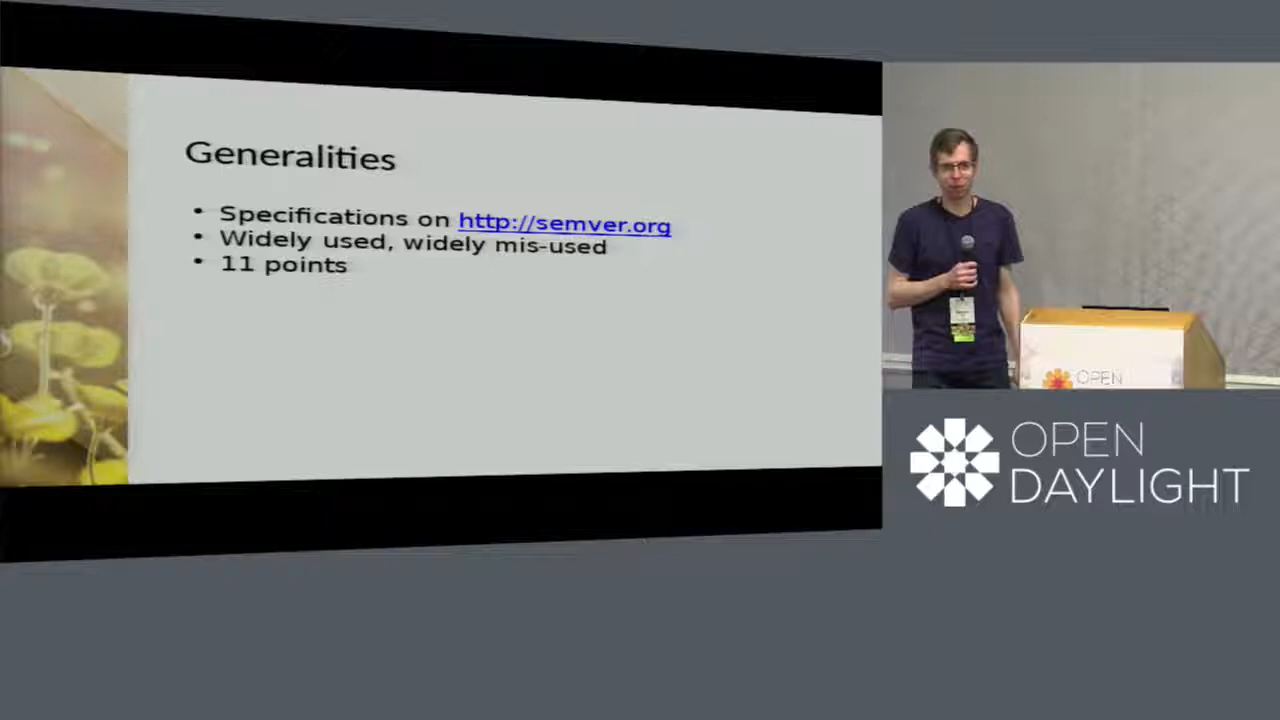 Generalities
• Specifications on http://semver.org
• Widely used, widely mis-used
• 11 points
OPEN
OPEN
DAYLIGHT